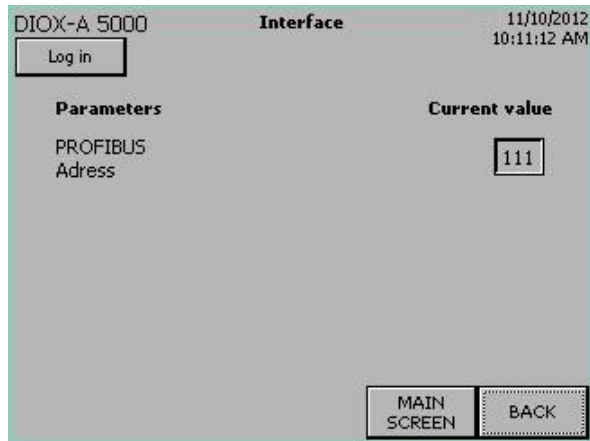 DIOX-A 5000
Interface
11/10/2012
10:11:12 AM
Log in
Parameters
Current value
PROFIBUS
Adress
111
MAIN
SCREEN
BACK